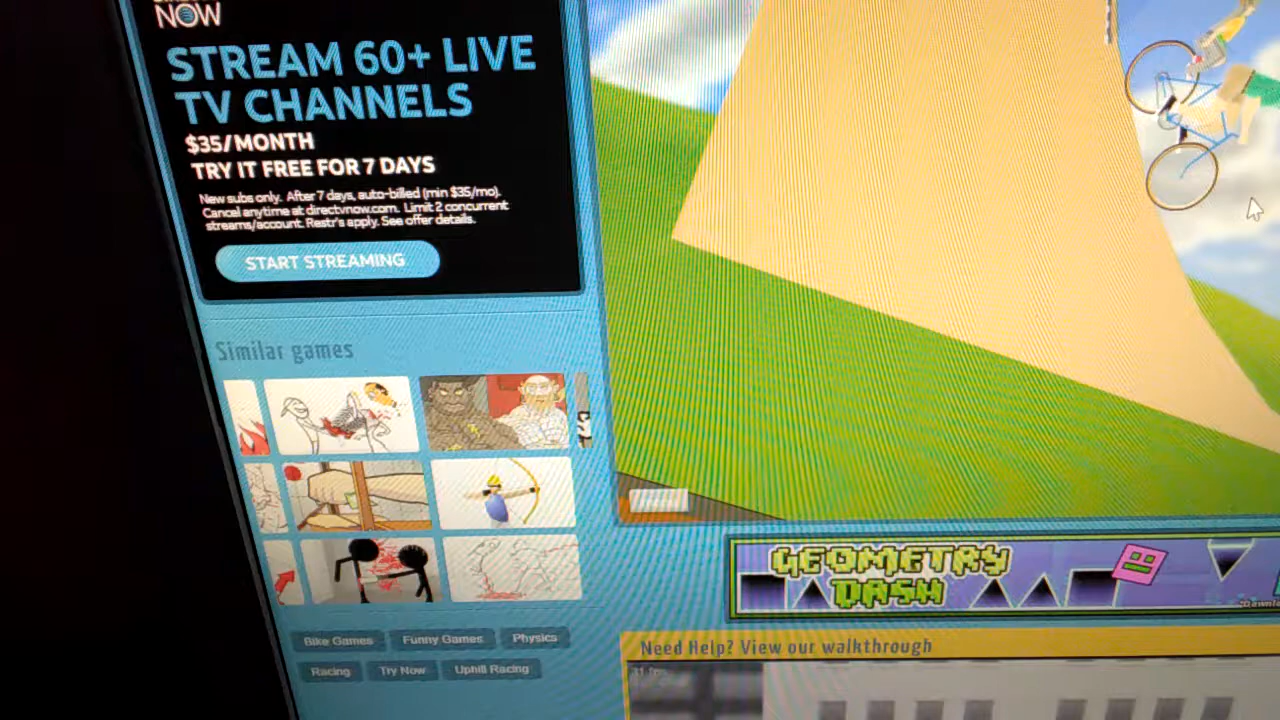 NOW
STREAM 60+ LIVE
TV CHANNELS
$35/MONTH
TRY IT FREE FOR 7 DAYS
New subs only. After 7 days, auto-billed (min $35/mo).
Cancel anytime at directvnow.com. Limit 2 concurrent
streams/account. Restr's apply. See offer details.
START STREAMING
Similar games
Bike Games
Funny Games
Physics
Racing
Try Now
Uphill Racing
GEOMETRY
DASH
Need Help? View our walkthrough